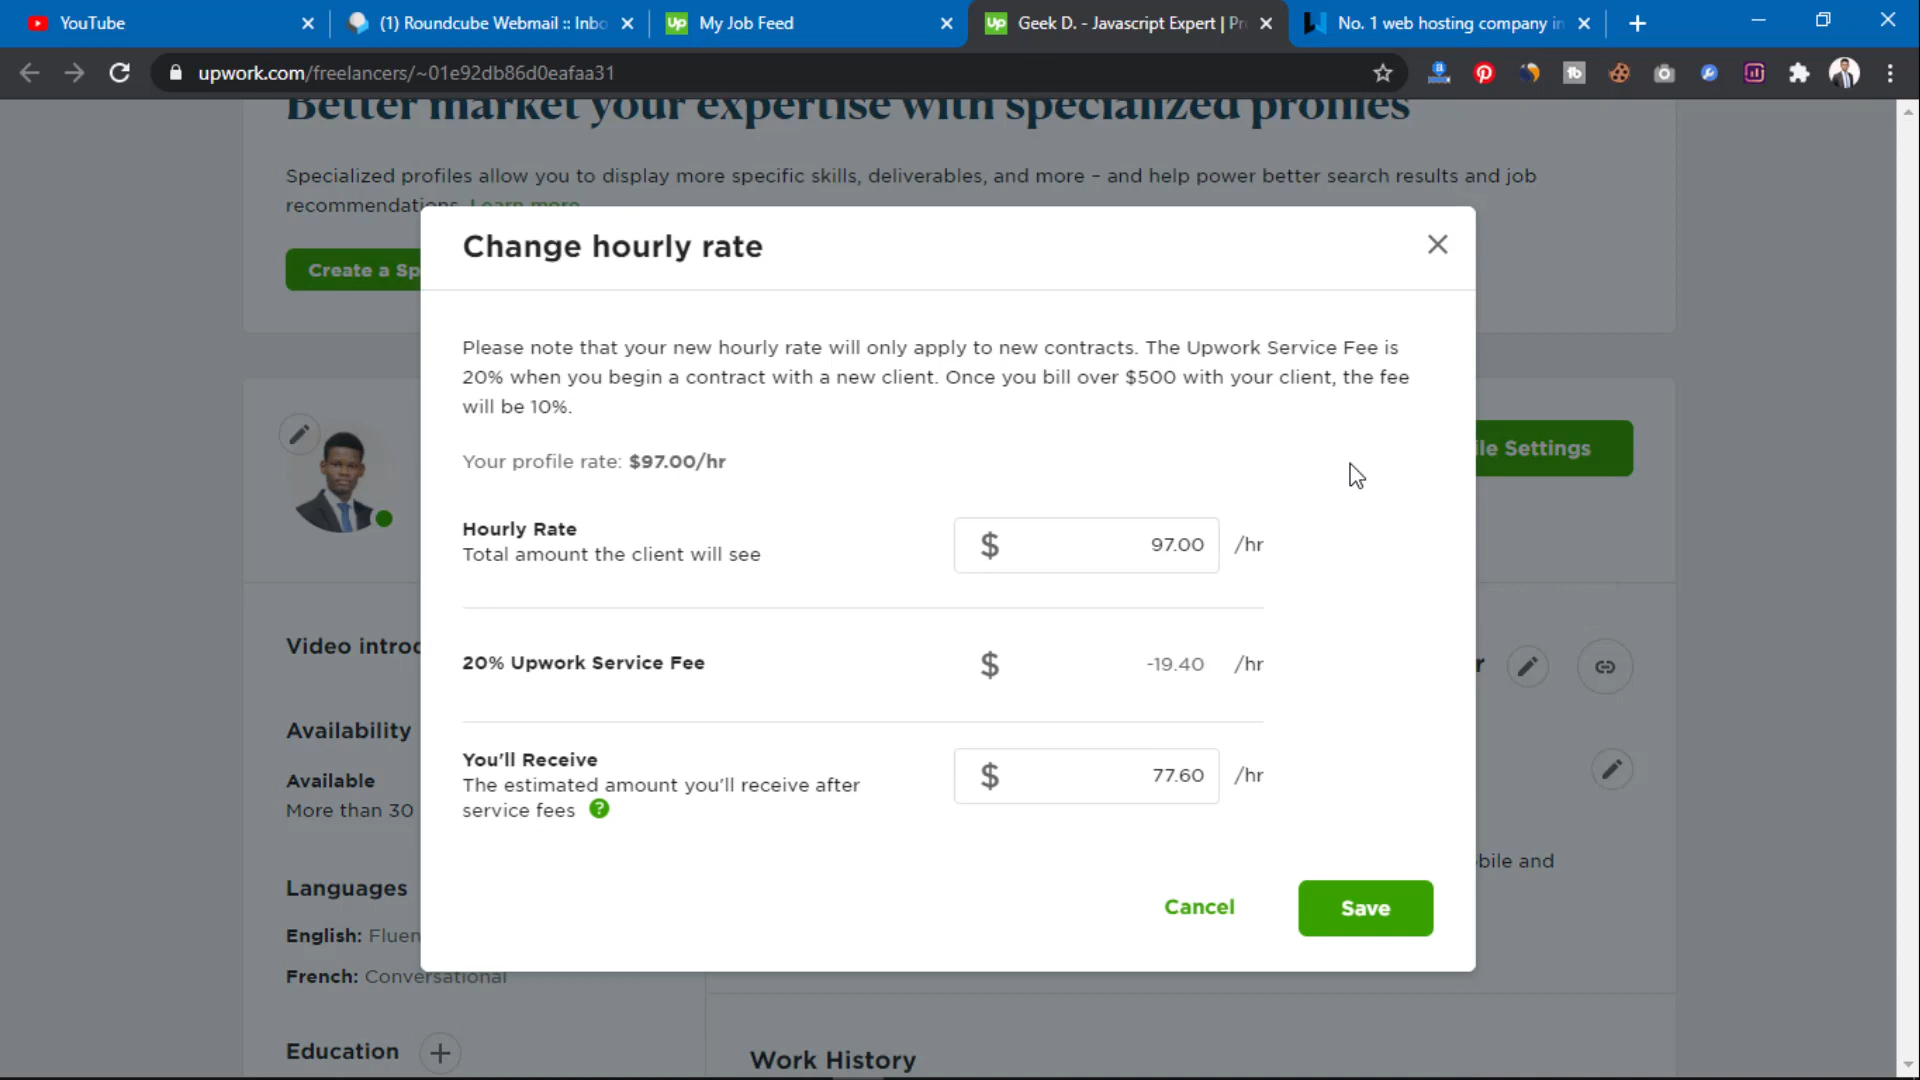 YouTube
(1) Roundcube Webmail :: Inbo
My Job Feed
Geek D. - Javascript Expert | Pr
No. 1 web hosting company in
upwork.com/freelancers/~01e92db86d0eafaa31
Better market your expertise with specialized profiles
Specialized profiles allow you to display more specific skills, deliverables, and more – and help power better search results and job
recommendations. Learn more
Create a Sp
Change hourly rate
Please note that your new hourly rate will only apply to new contracts. The Upwork Service Fee is
20% when you begin a contract with a new client. Once you bill over $500 with your client, the fee
will be 10%.
Your profile rate: $97.00/hr
Hourly Rate
Total amount the client will see
$ 97.00 /hr
20% Upwork Service Fee
$ -19.40 /hr
You'll Receive
The estimated amount you'll receive after
service fees ?
$ 77.60 /hr
Cancel
Save
le Settings
Video introd
r
Availability
Available
More than 30
bile and
Languages
English: Fluen
French: Conversational
Education
Work History